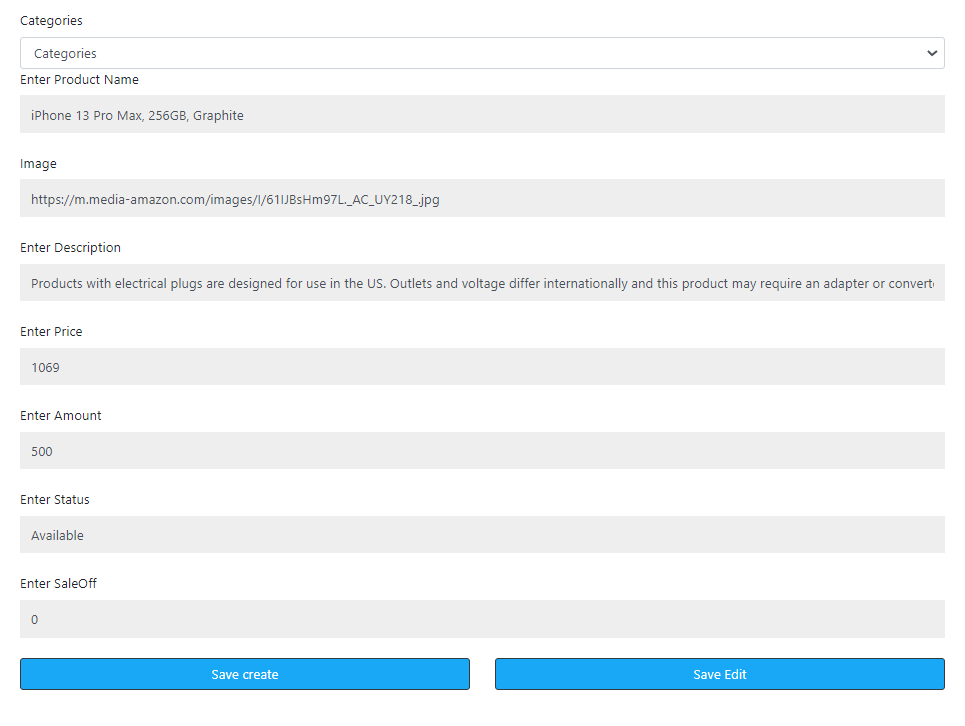 Categories
Categories
Enter Product Name
iPhone 13 Pro Max, 256GB, Graphite
Image
https://m.media-amazon.com/images/I/61IJBsHm97L._AC_UY218_.jpg
Enter Description
Products with electrical plugs are designed for use in the US. Outlets and voltage differ internationally and this product may require an adapter or converte
Enter Price
1069
Enter Amount
500
Enter Status
Available
Enter SaleOff
0
Save create
Save Edit